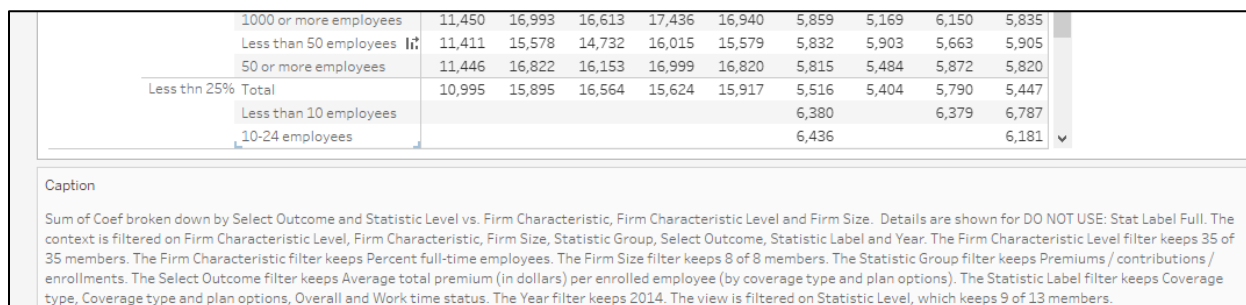 1000 or more employees 11,450 16,993 16,613 17,436 16,940 5,859 5,169 6,150 5,835
Less than 50 employees 11,411 15,578 14,732 16,015 15,579 5,832 5,903 5,663 5,905
50 or more employees 11,446 16,822 16,153 16,999 16,820 5,815 5,484 5,872 5,820
Less thn 25% Total 10,995 15,895 16,564 15,624 15,917 5,516 5,404 5,790 5,447
Less than 10 employees 6,380 6,379 6,787
10-24 employees 6,436 6,181
Caption
Sum of Coef broken down by Select Outcome and Statistic Level vs. Firm Characteristic, Firm Characteristic Level and Firm Size. Details are shown for DO NOT USE: Stat Label Full. The
context is filtered on Firm Characteristic Level, Firm Characteristic, Firm Size, Statistic Group, Select Outcome, Statistic Label and Year. The Firm Characteristic Level filter keeps 35 of
35 members. The Firm Characteristic filter keeps Percent full-time employees. The Firm Size filter keeps 8 of 8 members. The Statistic Group filter keeps Premiums / contributions /
enrollments. The Select Outcome filter keeps Average total premium (in dollars) per enrolled employee (by coverage type and plan options). The Statistic Label filter keeps Coverage
type, Coverage type and plan options, Overall and Work time status. The Year filter keeps 2014. The view is filtered on Statistic Level, which keeps 9 of 13 members.